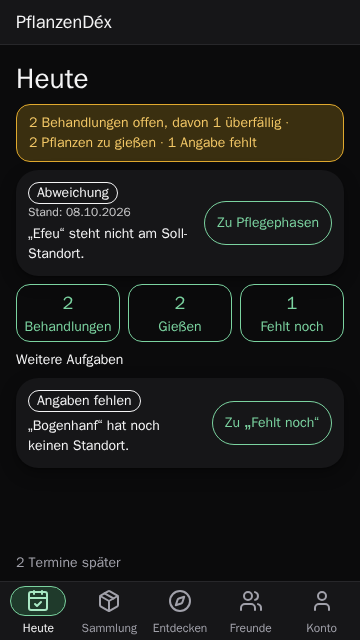 PflanzenDéx
Heute
2 Behandlungen offen, davon 1 überfällig ·
2 Pflanzen zu gießen · 1 Angabe fehlt
Abweichung
Stand: 08.10.2026
„Efeu“ steht nicht am Soll-
Standort.
Zu Pflegephasen
2
Behandlungen
2
Gießen
1
Fehlt noch
Weitere Aufgaben
Angaben fehlen
„Bogenhanf“ hat noch
keinen Standort.
Zu „Fehlt noch“
2 Termine später
Heute
Sammlung
Entdecken
Freunde
Konto